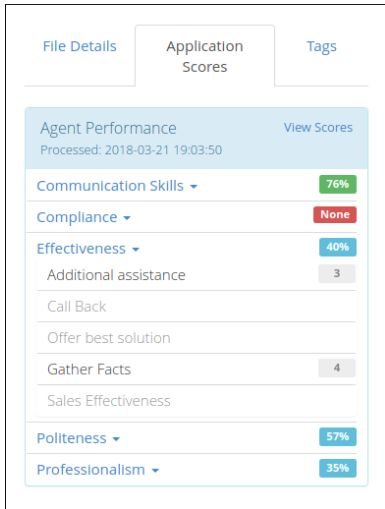 File Details
Application
Scores
Tags
Agent Performance
View Scores
Processed: 2018-03-21 19:03:50
Communication Skills 76%
Compliance None
Effectiveness 40%
Additional assistance 3
Call Back
Offer best solution
Gather Facts 4
Sales Effectiveness
Politeness 57%
Professionalism 35%